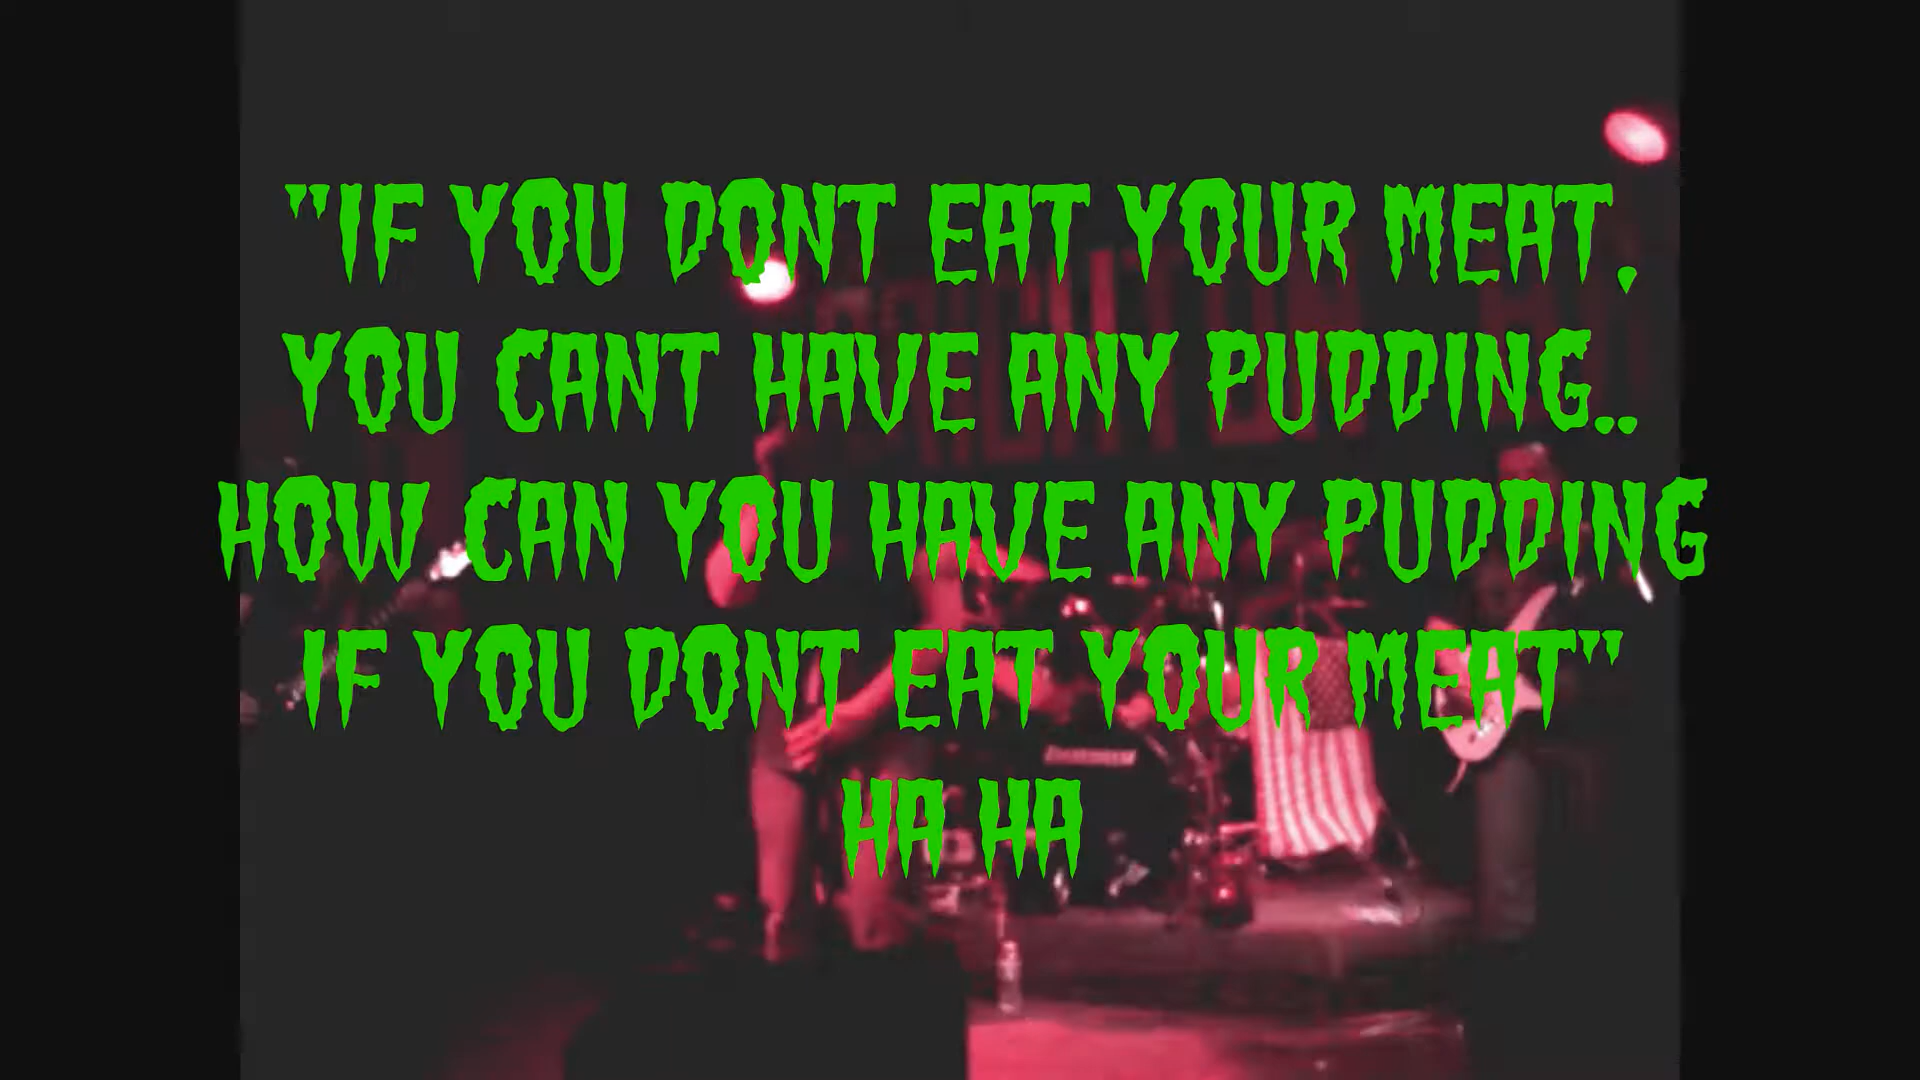 "IF YOU DONT EAT YOUR MEAT,
YOU CANT HAVE ANY PUDDING..
HOW CAN YOU HAVE ANY PUDDING
IF YOU DONT EAT YOUR MEAT"
HA HA